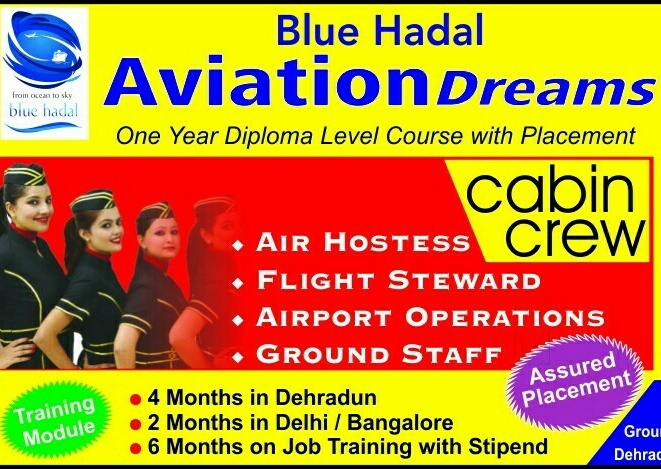 from ocean to sky
blue hadal
Blue Hadal
Aviation Dreams
One Year Diploma Level Course with Placement
cabin
crew
AIR HOSTESS
FLIGHT STEWARD
AIRPORT OPERATIONS
GROUND STAFF
Assured
Placement
Training
Module
4 Months in Dehradun
2 Months in Delhi / Bangalore
6 Months on Job Training with Stipend